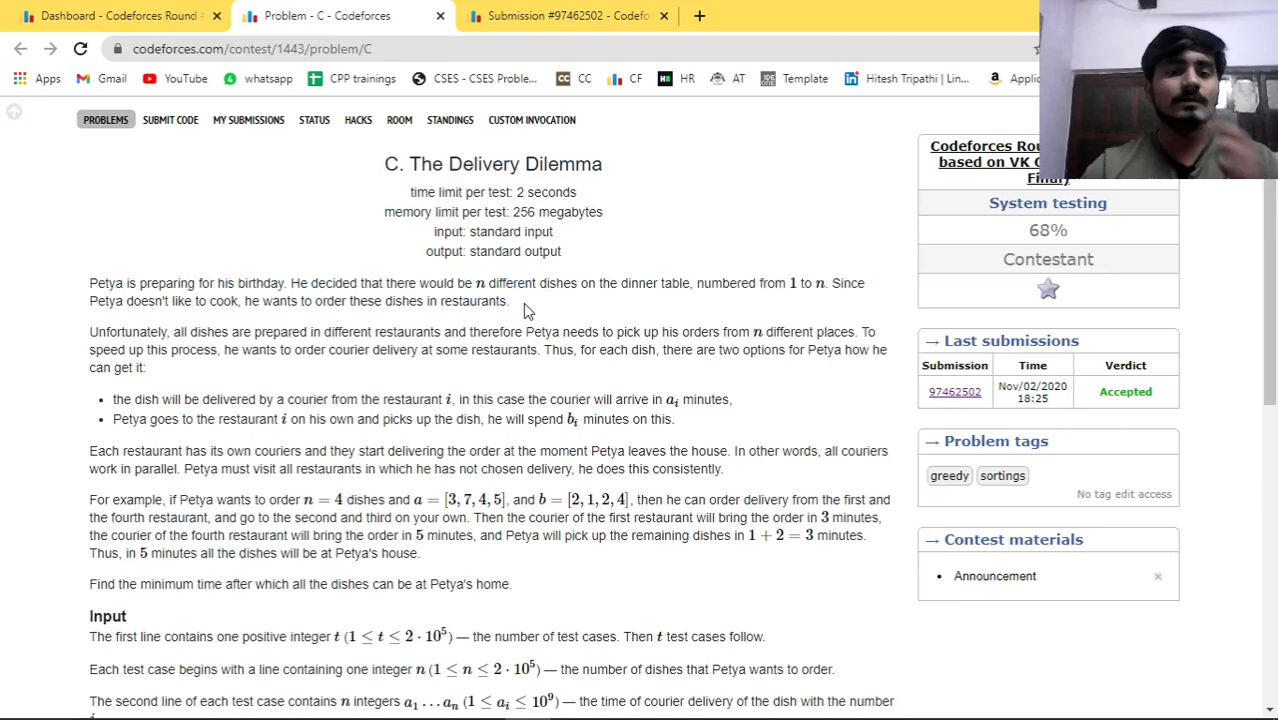 Dashboard - Codeforces Round
Problem - C - Codeforces
Submission #97462502 - Codefo
codeforces.com/contest/1443/problem/C
Apps
Gmail
YouTube
whatsapp
CPP trainings
CSES - CSES Proble...
CC
CF
HR
AT
Template
Hitesh Tripathi | Lin...
Applic
PROBLEMS SUBMIT CODE MY SUBMISSIONS STATUS HACKS ROOM STANDINGS CUSTOM INVOCATION
C. The Delivery Dilemma
time limit per test: 2 seconds
memory limit per test: 256 megabytes
input: standard input
output: standard output
Petya is preparing for his birthday. He decided that there would be n different dishes on the dinner table, numbered from 1 to n. Since
Petya doesn't like to cook, he wants to order these dishes in restaurants.
Unfortunately, all dishes are prepared in different restaurants and therefore Petya needs to pick up his orders from n different places. To
speed up this process, he wants to order courier delivery at some restaurants. Thus, for each dish, there are two options for Petya how he
can get it:
• the dish will be delivered by a courier from the restaurant i, in this case the courier will arrive in a_i minutes,
• Petya goes to the restaurant i on his own and picks up the dish, he will spend b_i minutes on this.
Each restaurant has its own couriers and they start delivering the order at the moment Petya leaves the house. In other words, all couriers
work in parallel. Petya must visit all restaurants in which he has not chosen delivery, he does this consistently.
For example, if Petya wants to order n = 4 dishes and a = [3, 7, 4, 5], and b = [2, 1, 2, 4], then he can order delivery from the first and
the fourth restaurant, and go to the second and third on your own. Then the courier of the first restaurant will bring the order in 3 minutes,
the courier of the fourth restaurant will bring the order in 5 minutes, and Petya will pick up the remaining dishes in 1 + 2 = 3 minutes.
Thus, in 5 minutes all the dishes will be at Petya's house.
Find the minimum time after which all the dishes can be at Petya's home.
Input
The first line contains one positive integer t (1 ≤ t ≤ 2 · 10^5) — the number of test cases. Then t test cases follow.
Each test case begins with a line containing one integer n (1 ≤ n ≤ 2 · 10^5) — the number of dishes that Petya wants to order.
The second line of each test case contains n integers a_1 … a_n (1 ≤ a_i ≤ 10^9) — the time of courier delivery of the dish with the number
Codeforces Rou
based on VK
System testing
68%
Contestant
→ Last submissions
Submission Time Verdict
97462502 Nov/02/2020 18:25 Accepted
→ Problem tags
greedy sortings
No tag edit access
→ Contest materials
• Announcement